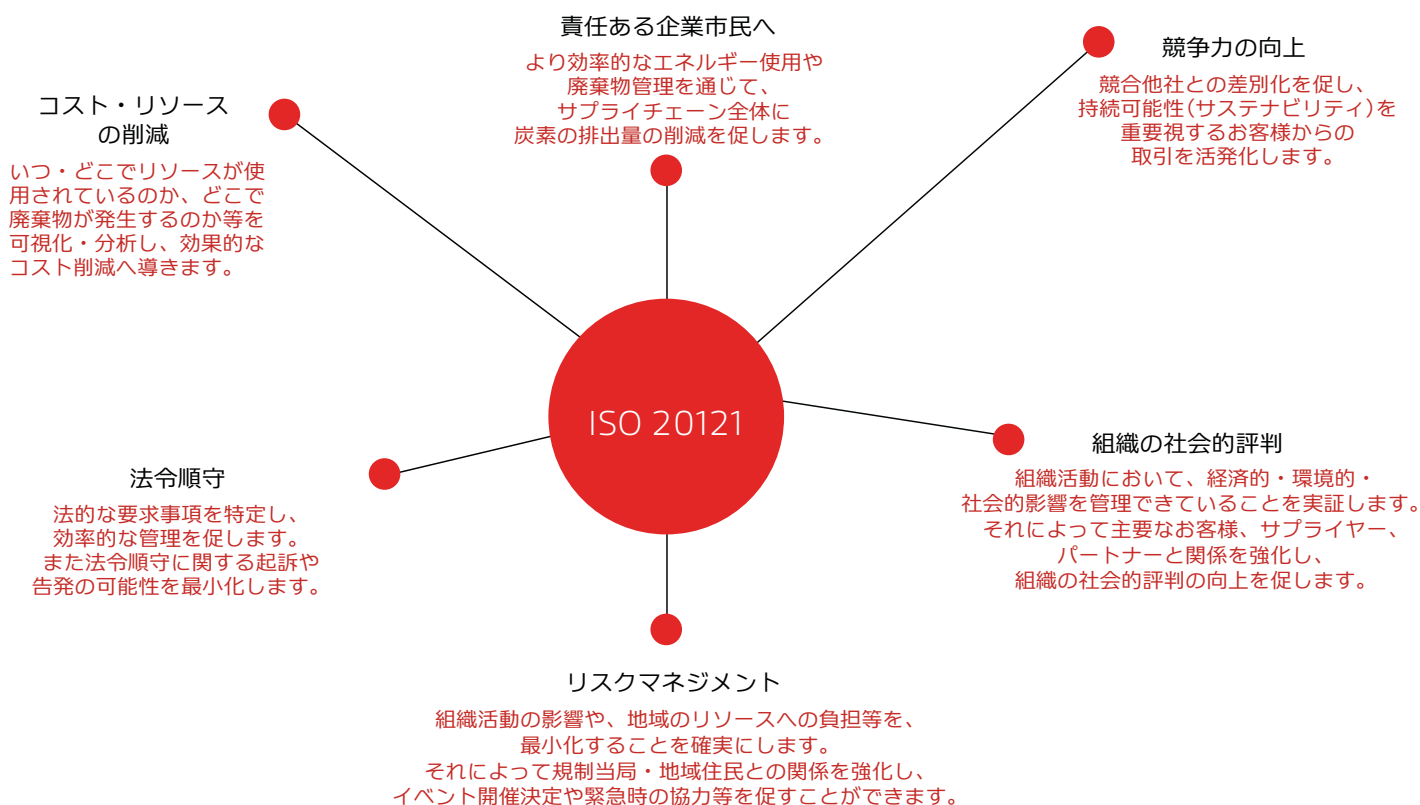 責任ある企業市民へ
より効率的なエネルギー使用や
廃棄物管理を通じて、
サプライチェーン全体に
炭素の排出量の削減を促します。
競争力の向上
競合他社との差別化を促し、
持続可能性(サステナビリティ)を
重要視するお客様からの
取引を活発化します。
コスト・リソース
の削減
いつ・どこでリソースが使
用されているのか、どこで
廃棄物が発生するのか等を
可視化・分析し、効果的な
コスト削減へ導きます。
ISO 20121
組織の社会的評判
組織活動において、経済的・環境的・
社会的影響を管理できていることを実証します。
それによって主要なお客様、サプライヤー、
パートナーと関係を強化し、
組織の社会的評判の向上を促します。
法令順守
法的な要求事項を特定し、
効率的な管理を促します。
また法令順守に関する起訴や
告発の可能性を最小化します。
リスクマネジメント
組織活動の影響や、地域のリソースへの負担等を、
最小化することを確実にします。
それによって規制当局・地域住民との関係を強化し、
イベント開催決定や緊急時の協力等を促すことができます。